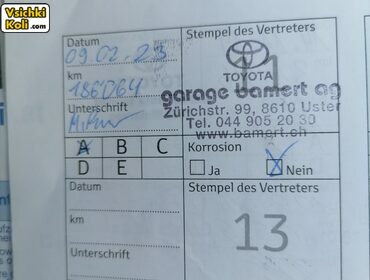 Vsichki
Koli.com
Datum
09.02.23
km
186064
Unterschrift
Stempel des Vertreters
TOYOTA
garage bamert ag
Zürichstr. 99, 8610 Uster
Tel. 044 905 20 30
www.bamert.ch
A B C
D E
Korrosion
Ja Nein
Datum
km
Unterschrift
Stempel des Vertreters
13